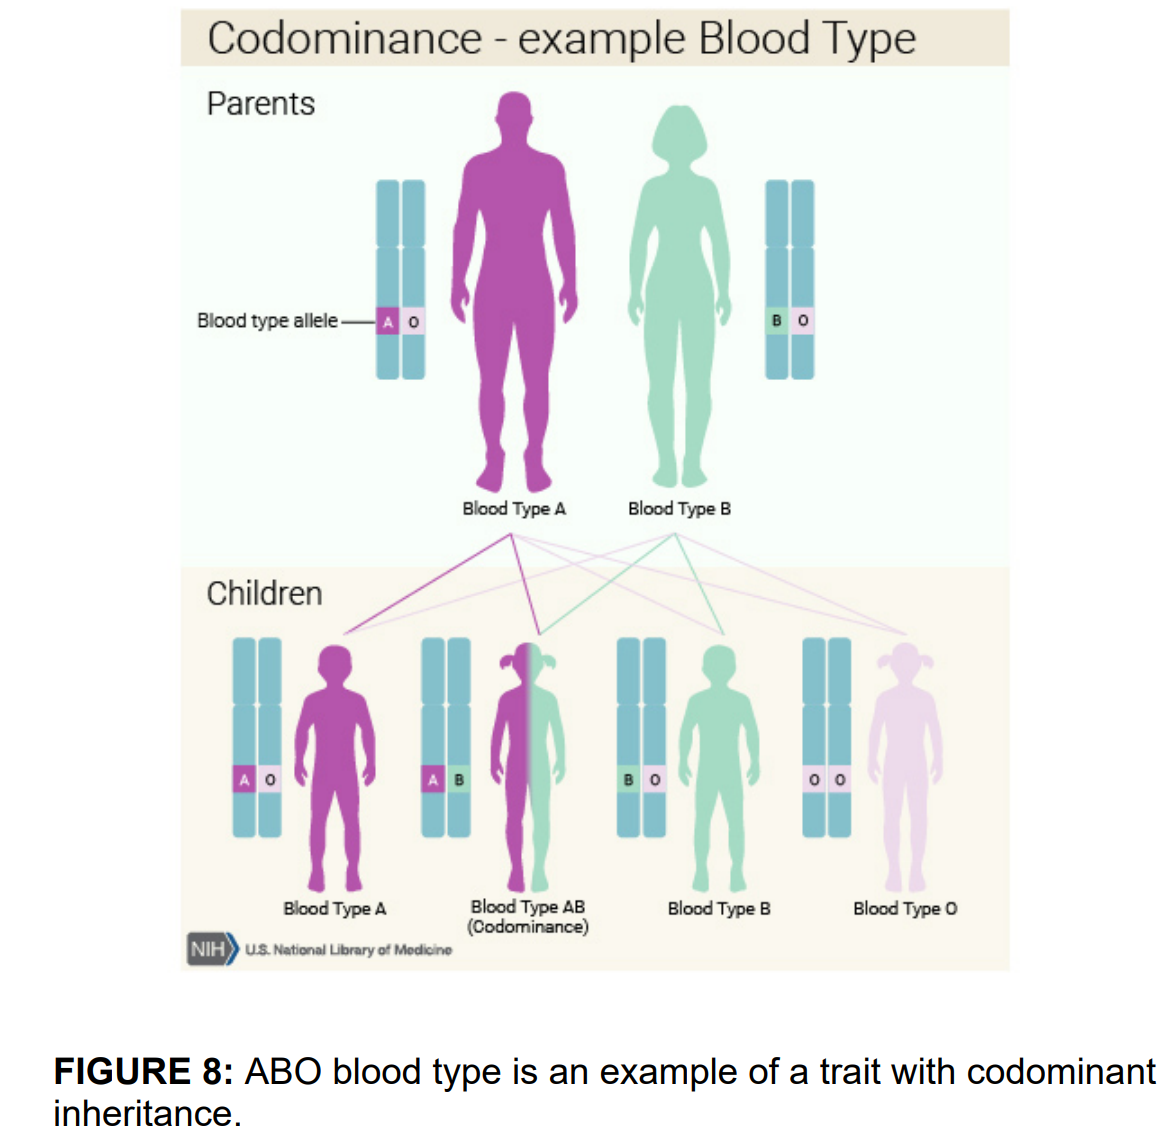 Codominance - example Blood Type
Parents
Blood type allele
A O
B O
Blood Type A
Blood Type B
Children
A O
A B
B O
O O
Blood Type A
Blood Type AB
(Codominance)
Blood Type B
Blood Type O
NIH U.S. National Library of Medicine
FIGURE 8: ABO blood type is an example of a trait with codominant
inheritance.